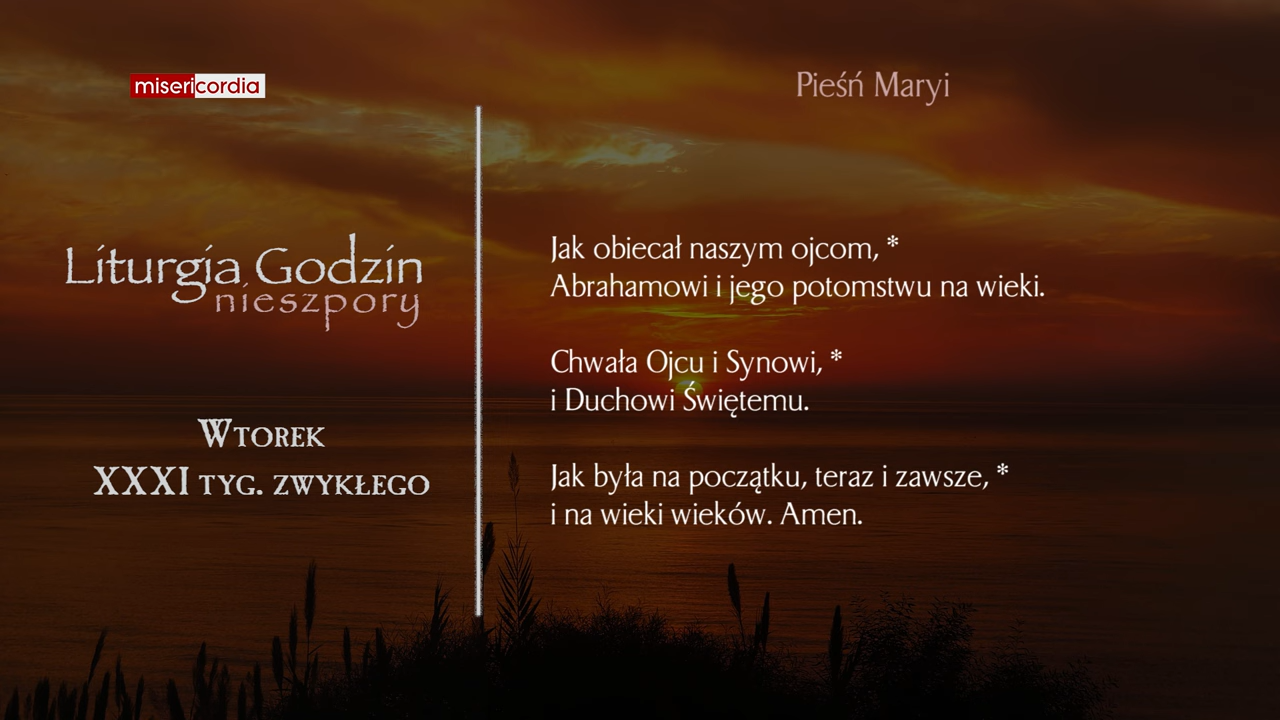 misericordia
Liturgia Godzin
nieszpory
Wtorek
XXXI tyg. zwykłego
Pieśń Maryi
Jak obiecał naszym ojcom, *
Abrahamowi i jego potomstwu na wieki.
Chwała Ojcu i Synowi, *
i Duchowi Świętemu.
Jak była na początku, teraz i zawsze, *
i na wieki wieków. Amen.